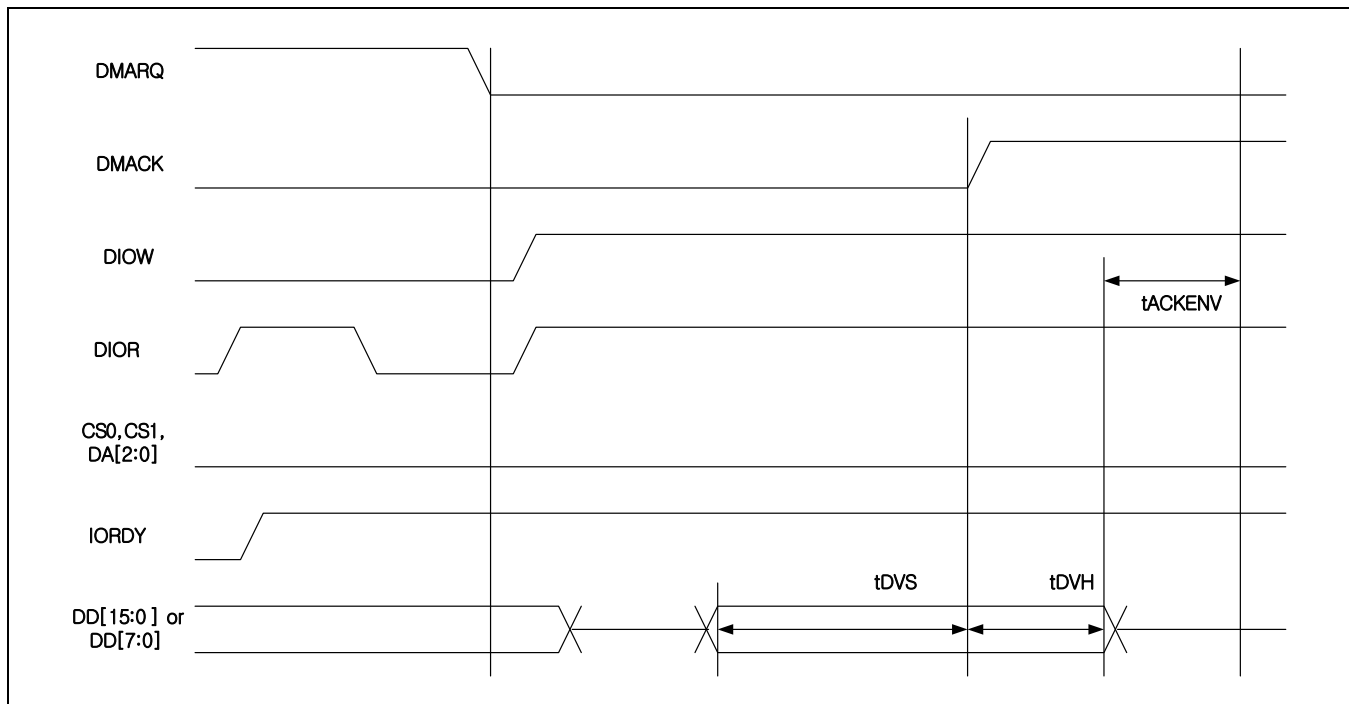 DMARQ
DMACK
DIOW
tACKENV
DIOR
CS0,CS1,
DA[2:0]
IORDY
tDVS
tDVH
DD[15:0 ] or
DD[7:0]